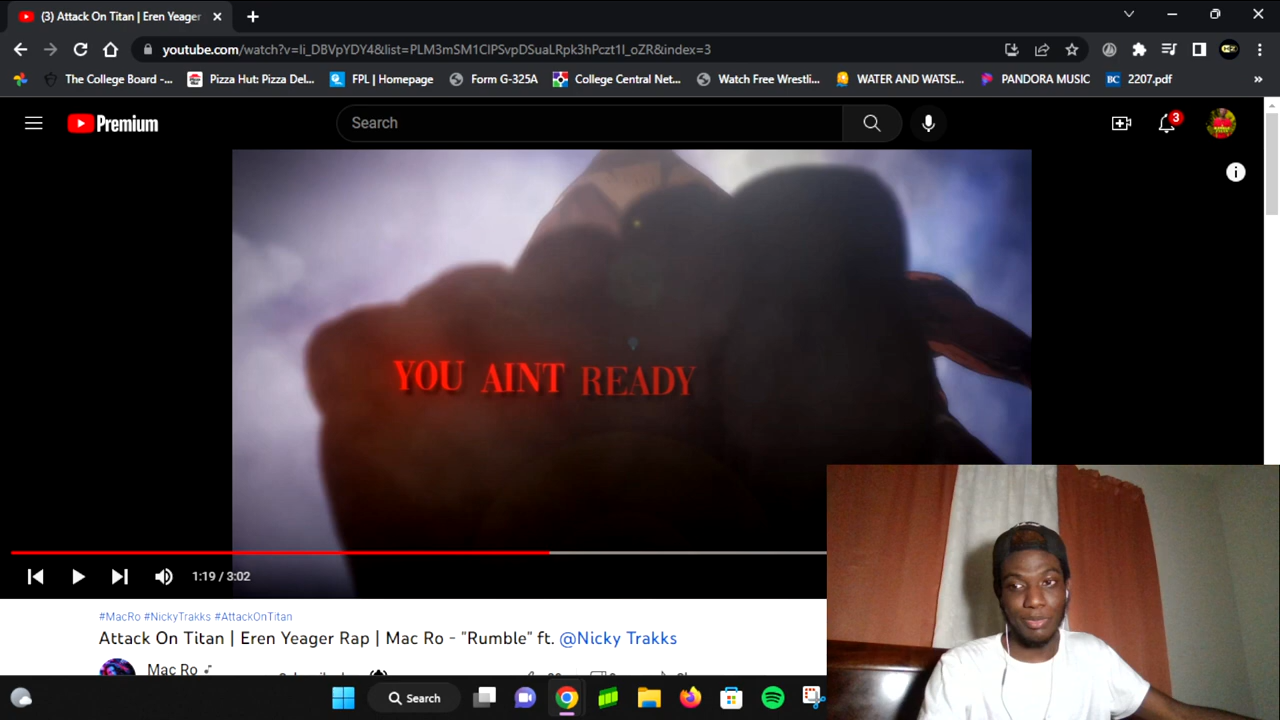 (3) Attack On Titan | Eren Yeager
youtube.com/watch?v=Ii_DBVpYDY4&list=PLM3mSM1CIPSvpDSuaLRpk3hPczt1I_oZR&index=3
The College Board -... Pizza Hut: Pizza Del... FPL | Homepage Form G-325A College Central Net... Watch Free Wrestli... WATER AND WATSE... PANDORA MUSIC BC 2207.pdf »
Premium Search 3
YOU AINT READY
1:19 / 3:02
#MacRo #NickyTrakks #AttackOnTitan
Attack On Titan | Eren Yeager Rap | Mac Ro - "Rumble" ft. @Nicky Trakks
Mac Ro
Search